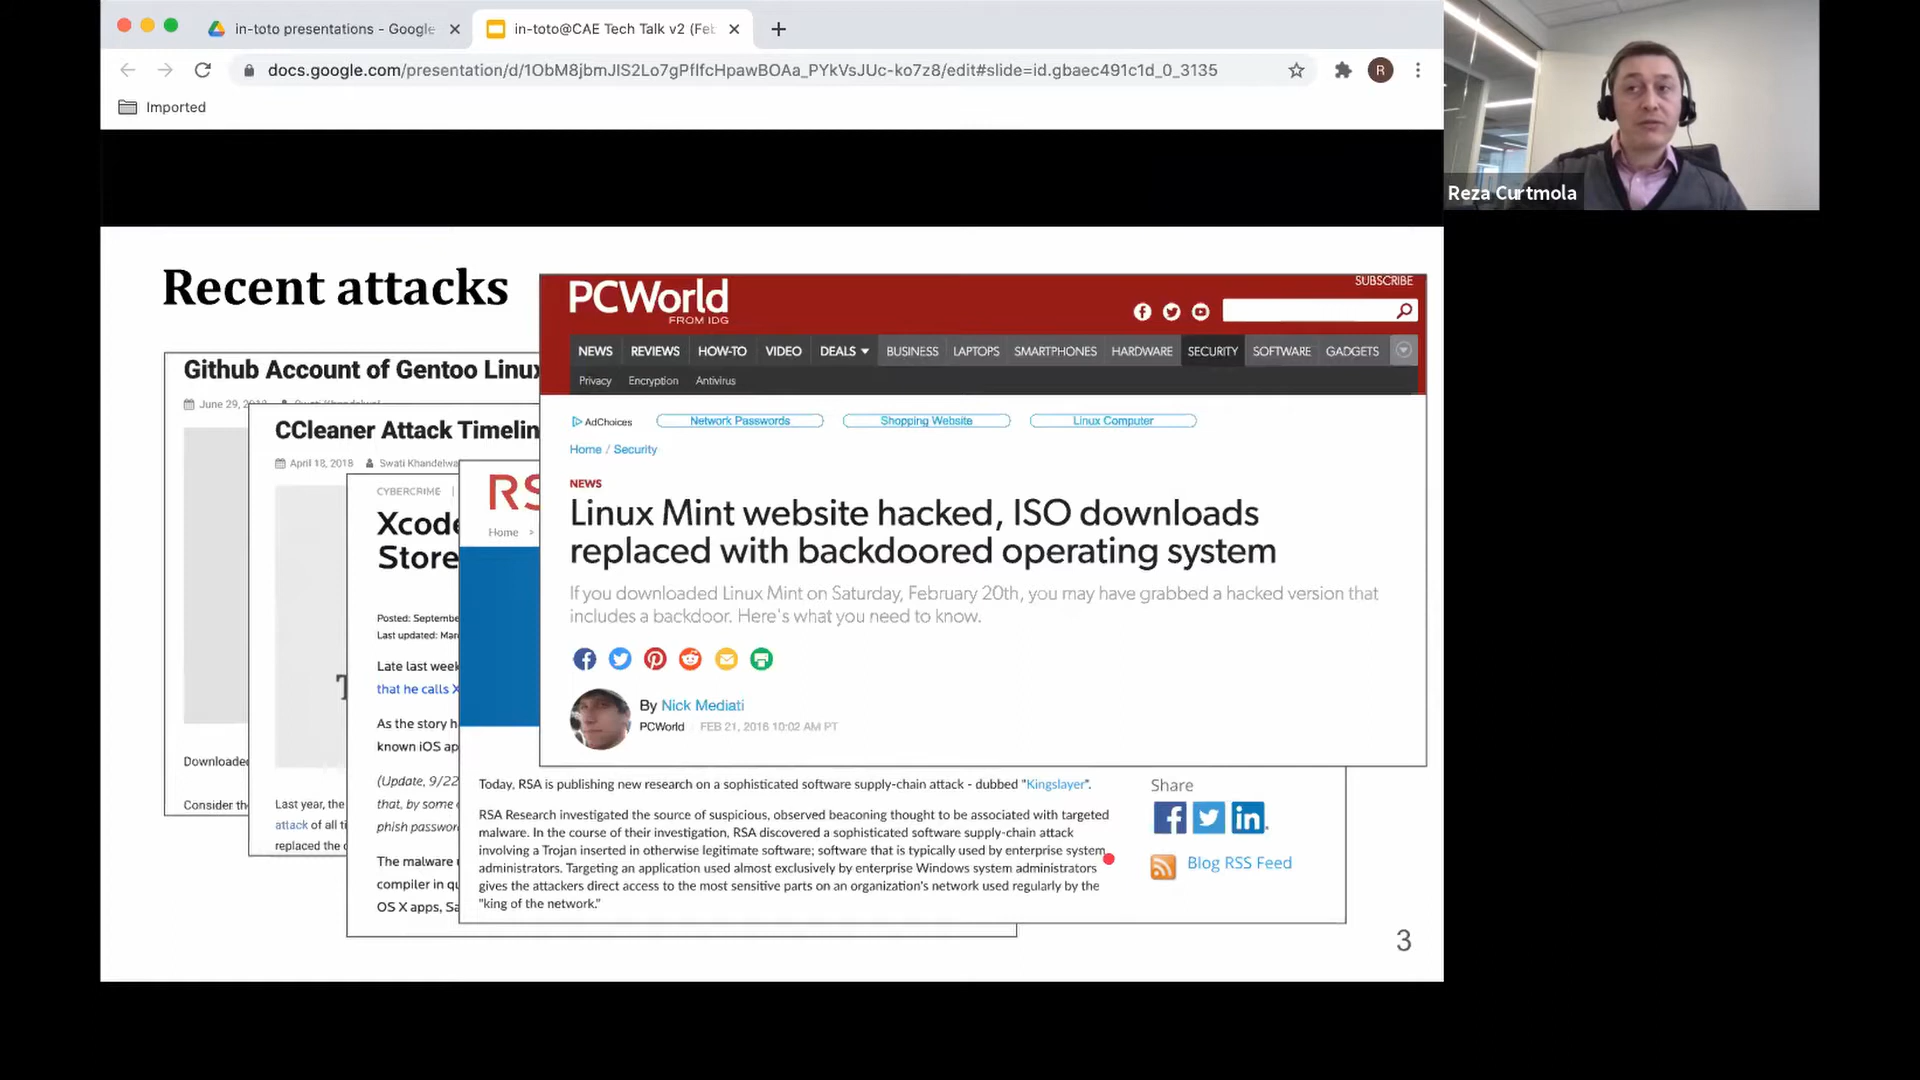 in-toto presentations - Google
in-toto@CAE Tech Talk v2 (Feb
docs.google.com/presentation/d/1ObM8jbmJIS2Lo7gPfIfcHpawBOAa_PYkVsJUc-ko7z8/edit#slide=id.gbaec491c1d_0_3135
R
Imported
Reza Curtmola
Recent attacks
Github Account of Gentoo Linux
June 29,
Downloaded
Consider th
CCleaner Attack Timelin
April 18, 2018 Swati Khandelwa
Last year, the
attack of all ti
replaced the c
CYBERCRIME |
Xcode
Store
Posted: Septembe
Last updated: Mar
Late last week
that he calls X
As the story h
known iOS ap
(Update, 9/22
that, by some
phish passwor
The malware
compiler in qu
OS X apps, Sa
RS
Home >
PCWorld
FROM IDG
SUBSCRIBE
NEWS REVIEWS HOW-TO VIDEO DEALS BUSINESS LAPTOPS SMARTPHONES HARDWARE SECURITY SOFTWARE GADGETS
Privacy Encryption Antivirus
AdChoices Network Passwords Shopping Website Linux Computer
Home / Security
NEWS
Linux Mint website hacked, ISO downloads
replaced with backdoored operating system
If you downloaded Linux Mint on Saturday, February 20th, you may have grabbed a hacked version that
includes a backdoor. Here's what you need to know.
By Nick Mediati
PCWorld FEB 21, 2016 10:02 AM PT
Today, RSA is publishing new research on a sophisticated software supply-chain attack - dubbed "Kingslayer".
RSA Research investigated the source of suspicious, observed beaconing thought to be associated with targeted
malware. In the course of their investigation, RSA discovered a sophisticated software supply-chain attack
involving a Trojan inserted in otherwise legitimate software; software that is typically used by enterprise system
administrators. Targeting an application used almost exclusively by enterprise Windows system administrators
gives the attackers direct access to the most sensitive parts on an organization's network used regularly by the
"king of the network."
Share
Blog RSS Feed
3